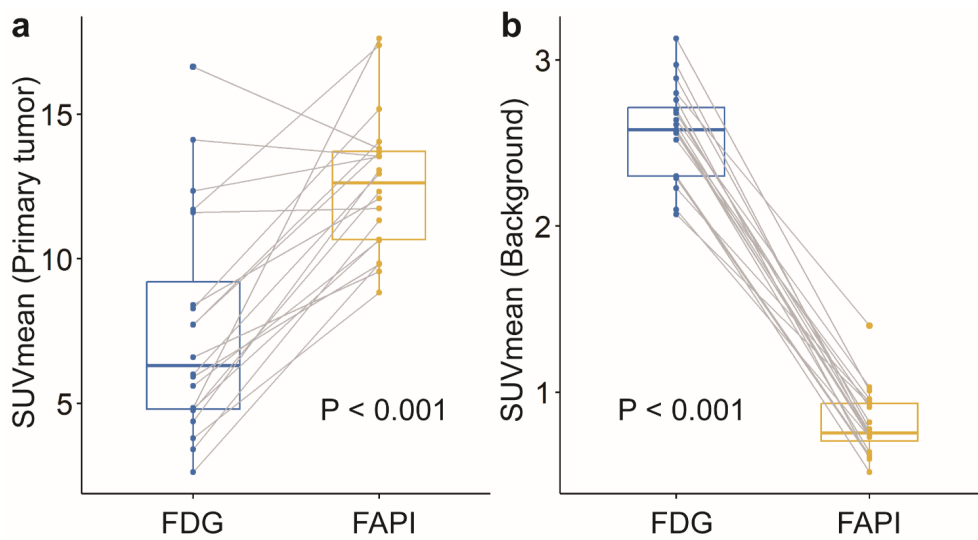 a
SUVmean (Primary tumor)
15
10
5
P < 0.001
FDG
FAPI
b
SUVmean (Background)
3
2
1
P < 0.001
FDG
FAPI